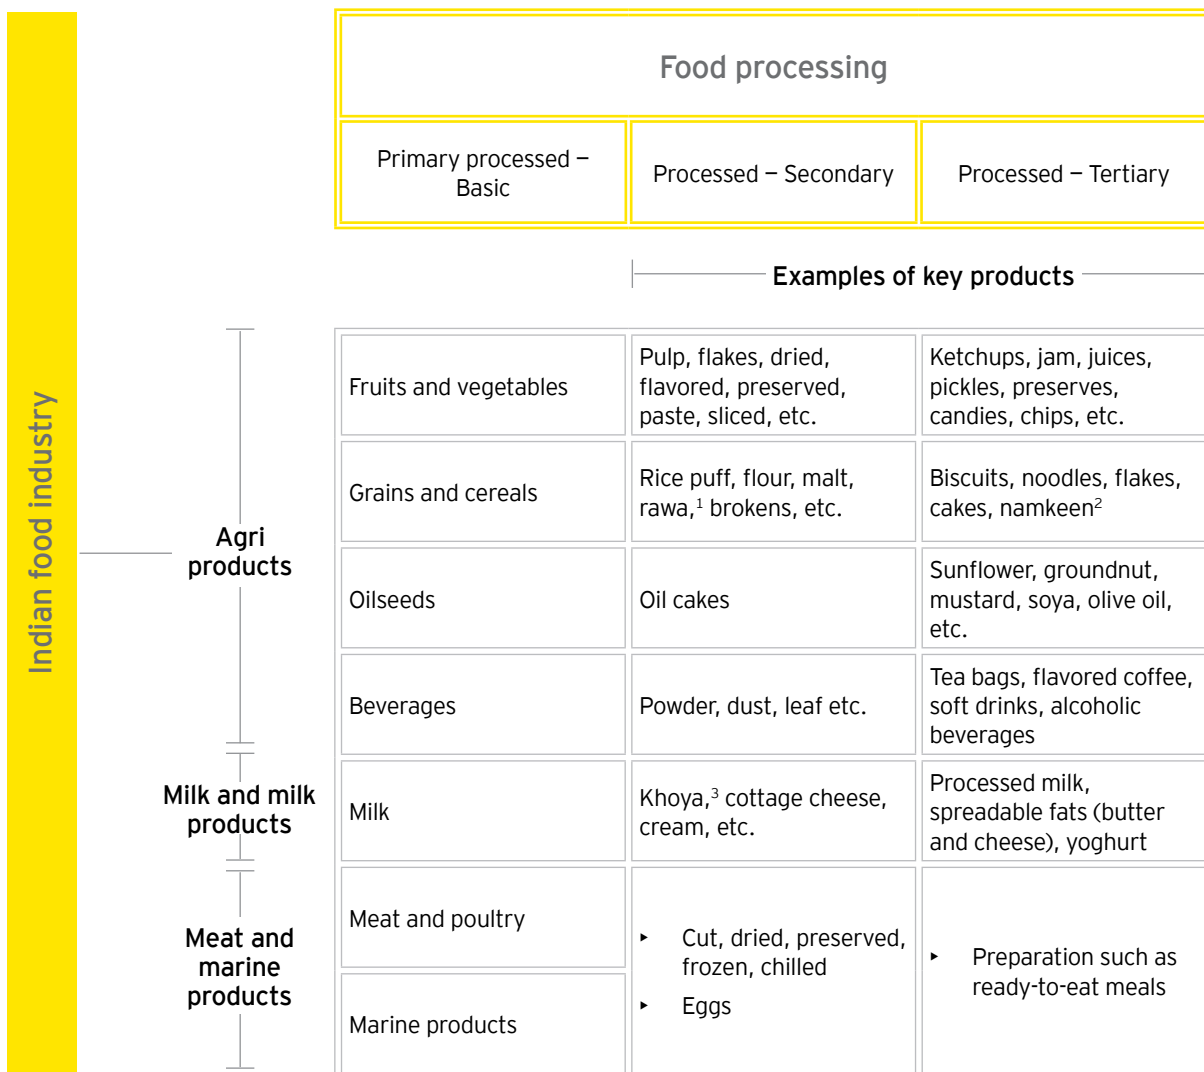 Indian food industry
Food processing
Primary processed –
Basic
Processed – Secondary
Processed – Tertiary
Examples of key products
Agri
products
Fruits and vegetables
Pulp, flakes, dried,
flavored, preserved,
paste, sliced, etc.
Ketchups, jam, juices,
pickles, preserves,
candies, chips, etc.
Grains and cereals
Rice puff, flour, malt,
rawa,¹ brokens, etc.
Biscuits, noodles, flakes,
cakes, namkeen²
Oilseeds
Oil cakes
Sunflower, groundnut,
mustard, soya, olive oil,
etc.
Beverages
Powder, dust, leaf etc.
Tea bags, flavored coffee,
soft drinks, alcoholic
beverages
Milk and milk
products
Milk
Khoya,³ cottage cheese,
cream, etc.
Processed milk,
spreadable fats (butter
and cheese), yoghurt
Meat and
marine
products
Meat and poultry
Marine products
▸ Cut, dried, preserved,
frozen, chilled
▸ Eggs
▸ Preparation such as
ready-to-eat meals